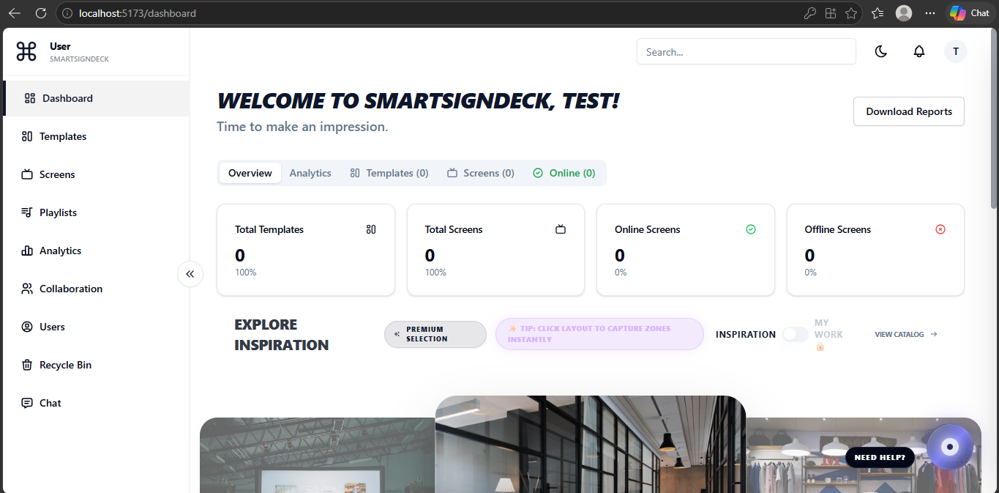 localhost:5173/dashboard
Chat
User
SMARTSIGNDECK
Search...
T
Dashboard
Templates
Screens
Playlists
Analytics
Collaboration
Users
Recycle Bin
Chat
WELCOME TO SMARTSIGNDECK, TEST!
Time to make an impression.
Download Reports
Overview Analytics Templates (0) Screens (0) Online (0)
Total Templates
0
100%
Total Screens
0
100%
Online Screens
0
0%
Offline Screens
0
0%
EXPLORE
INSPIRATION
PREMIUM
SELECTION
✨ TIP: CLICK LAYOUT TO CAPTURE ZONES
INSTANTLY
INSPIRATION
MY
WORK
🔒
VIEW CATALOG →
NEED HELP?